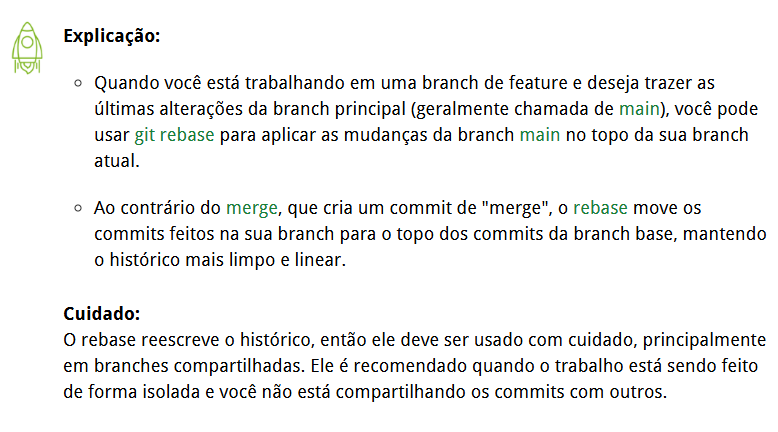 Explicação:
Quando você está trabalhando em uma branch de feature e deseja trazer as
últimas alterações da branch principal (geralmente chamada de main), você pode
usar git rebase para aplicar as mudanças da branch main no topo da sua branch
atual.
Ao contrário do merge, que cria um commit de "merge", o rebase move os
commits feitos na sua branch para o topo dos commits da branch base, mantendo
o histórico mais limpo e linear.
Cuidado:
O rebase reescreve o histórico, então ele deve ser usado com cuidado, principalmente
em branches compartilhadas. Ele é recomendado quando o trabalho está sendo feito
de forma isolada e você não está compartilhando os commits com outros.